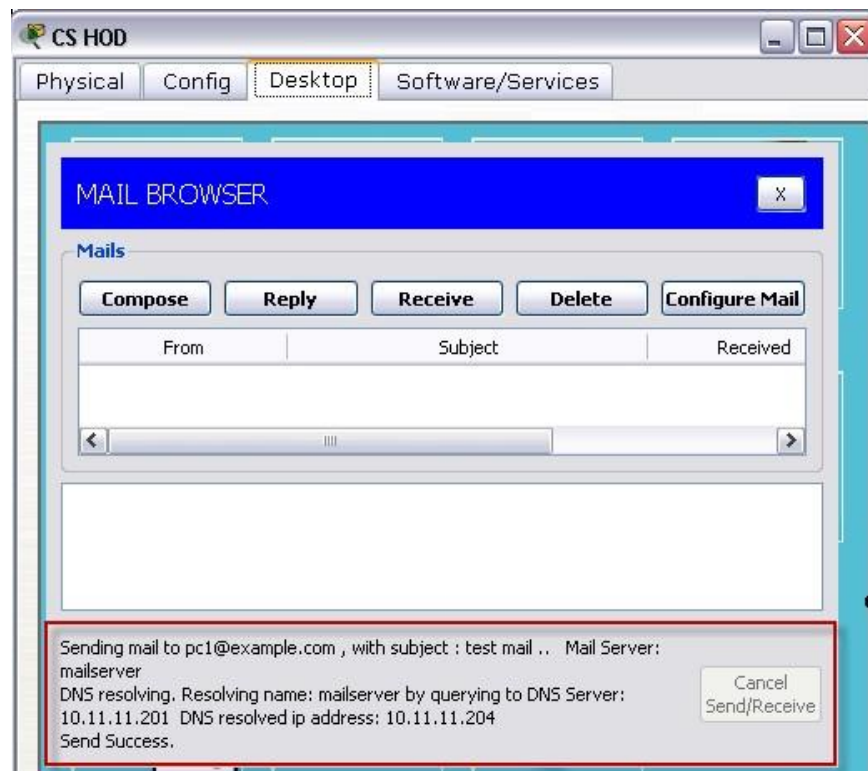 CS HOD
Physical Config Desktop Software/Services
MAIL BROWSER
X
Mails
Compose Reply Receive Delete Configure Mail
From Subject Received
Sending mail to pc1@example.com , with subject : test mail .. Mail Server:
mailserver
DNS resolving. Resolving name: mailserver by querying to DNS Server:
10.11.11.201 DNS resolved ip address: 10.11.11.204
Send Success.
Cancel
Send/Receive